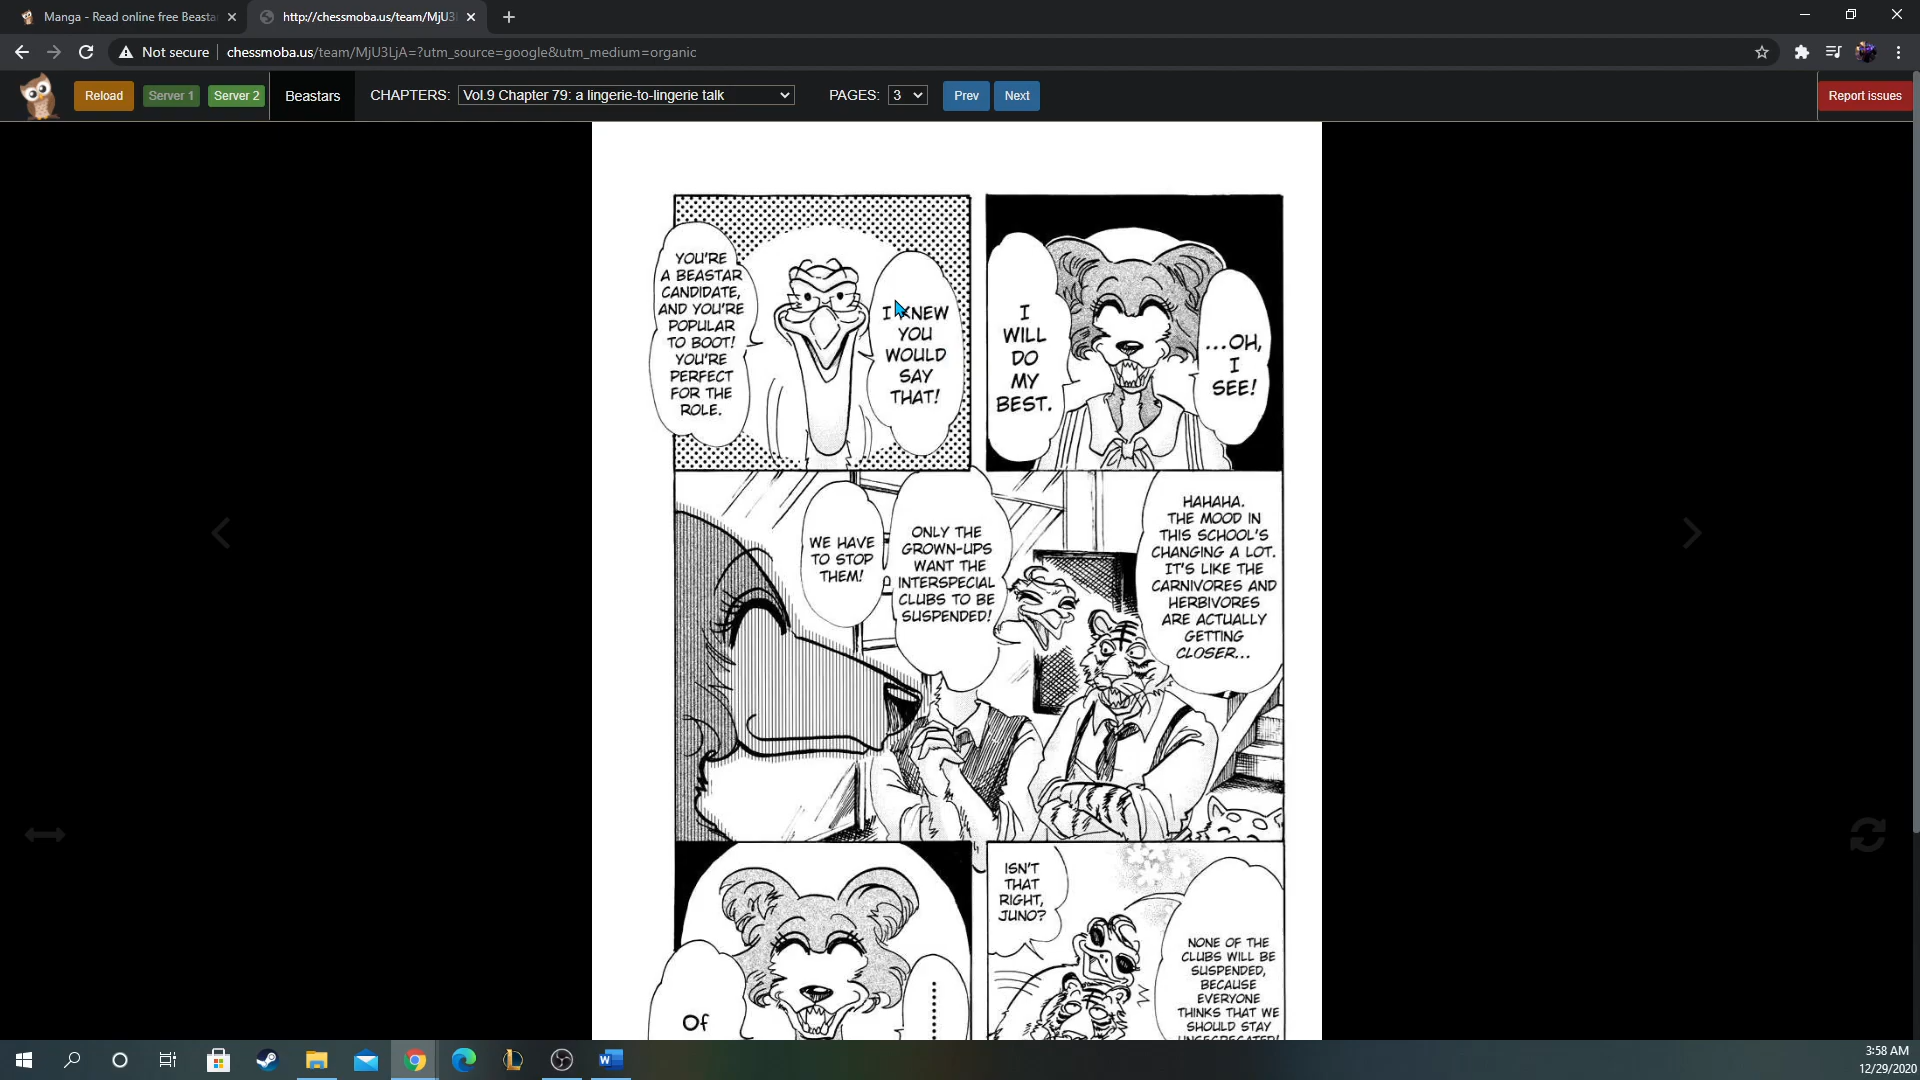 Manga - Read online free Beasta
http://chessmoba.us/team/MjU3L
Not secure
chessmoba.us/team/MjU3LjA=?utm_source=google&utm_medium=organic
Reload
Server 1
Server 2
Beastars
CHAPTERS:
Vol.9 Chapter 79: a lingerie-to-lingerie talk
PAGES:
3
Prev
Next
Report issues
...OH,
I
SEE!
I
WILL
DO
MY
BEST.
I KNEW
YOU
WOULD
SAY
THAT!
YOU'RE
A BEASTAR
CANDIDATE,
AND YOU'RE
POPULAR
TO BOOT!
YOU'RE
PERFECT
FOR THE
ROLE.
HAHAHA.
THE MOOD IN
THIS SCHOOL'S
CHANGING A LOT.
IT'S LIKE THE
CARNIVORES AND
HERBIVORES
ARE ACTUALLY
GETTING
CLOSER...
ONLY THE
GROWN-UPS
WANT THE
INTERSPECIAL
CLUBS TO BE
SUSPENDED!
WE HAVE
TO STOP
THEM!
NONE OF THE
CLUBS WILL BE
SUSPENDED,
BECAUSE
EVERYONE
THINKS THAT WE
SHOULD STAY
UNSEGREGATED!
ISN'T
THAT
RIGHT,
JUNO?
.........
Of
3:58 AM
12/29/2020